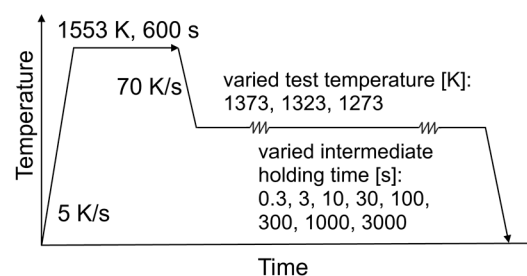 1553 K, 600 s
70 K/s
varied test temperature [K]:
1373, 1323, 1273
varied intermediate
holding time [s]:
0.3, 3, 10, 30, 100,
300, 1000, 3000
5 K/s
Temperature
Time